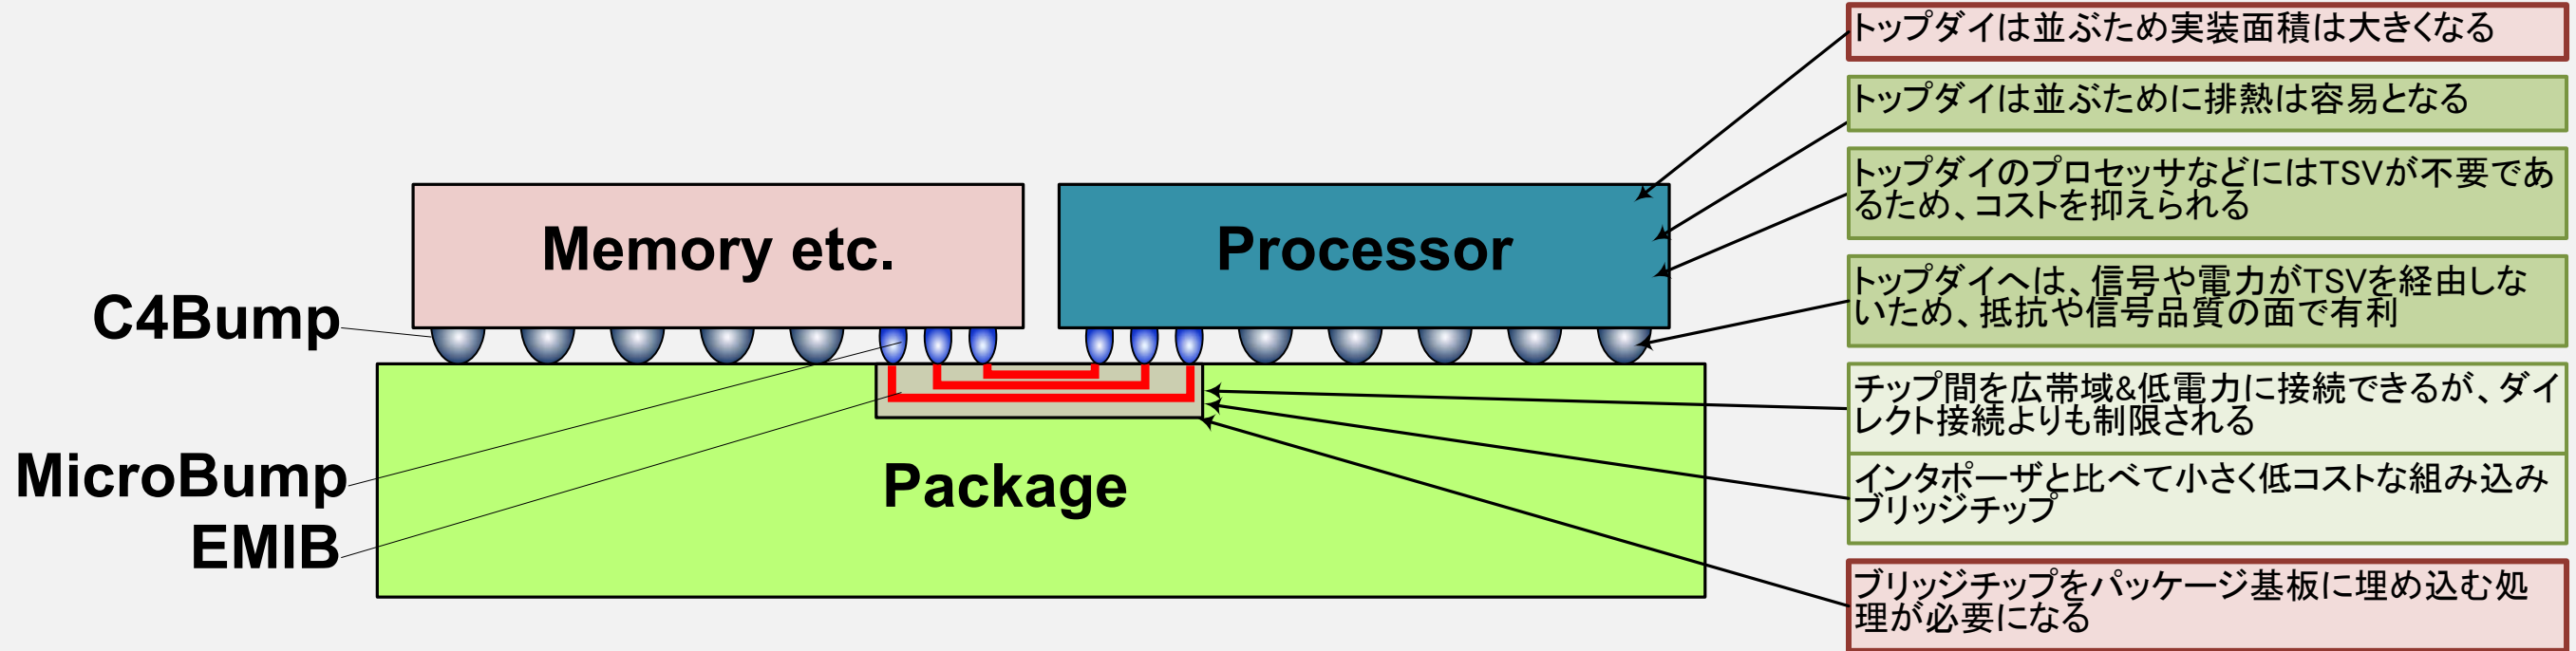 Memory etc.
Processor
C4Bump
MicroBump
EMIB
Package
トップダイは並ぶため実装面積は大きくなる
トップダイは並ぶために排熱は容易となる
トップダイのプロセッサなどにはTSVが不要であ
るため、コストを抑えられる
トップダイへは、信号や電力がTSVを経由しな
いため、抵抗や信号品質の面で有利
チップ間を広帯域&低電力に接続できるが、ダイ
レクト接続よりも制限される
インタポーザと比べて小さく低コストな組み込み
ブリッジチップ
ブリッジチップをパッケージ基板に埋め込む処
理が必要になる